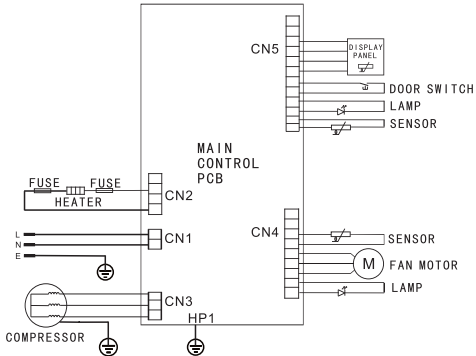 CN5
DISPLAY
PANEL
DOOR SWITCH
LAMP
SENSOR
MAIN
CONTROL
PCB
FUSE
FUSE
HEATER
CN2
L
N
E
CN1
CN4
SENSOR
M
FAN MOTOR
LAMP
CN3
HP1
COMPRESSOR